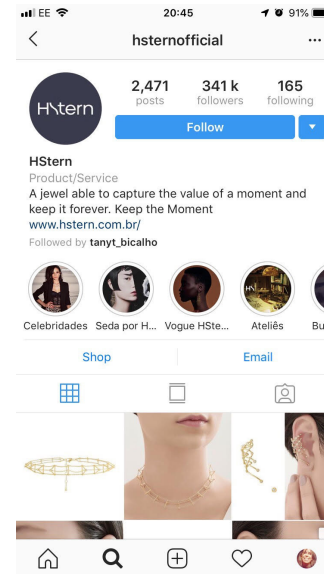 EE 20:45 91%
hsternofficial
HStern
2,471 341 k 165
posts followers following
Follow
HStern
Product/Service
A jewel able to capture the value of a moment and
keep it forever. Keep the Moment
www.hstern.com.br/
Followed by tanyt_bicalho
Celebridades Seda por H... Vogue HSte... Ateliês Bu
Shop Email